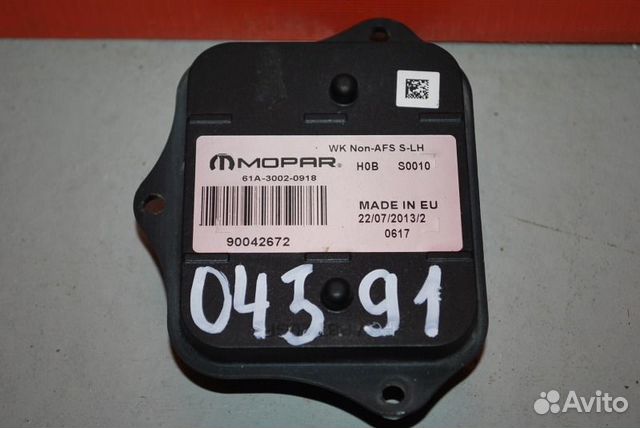 WK Non-AFS S-LH
MOPAR®
H0B S0010
61A-3002-0918
MADE IN EU
22/07/2013/2
90042672
0617
04391
Avito